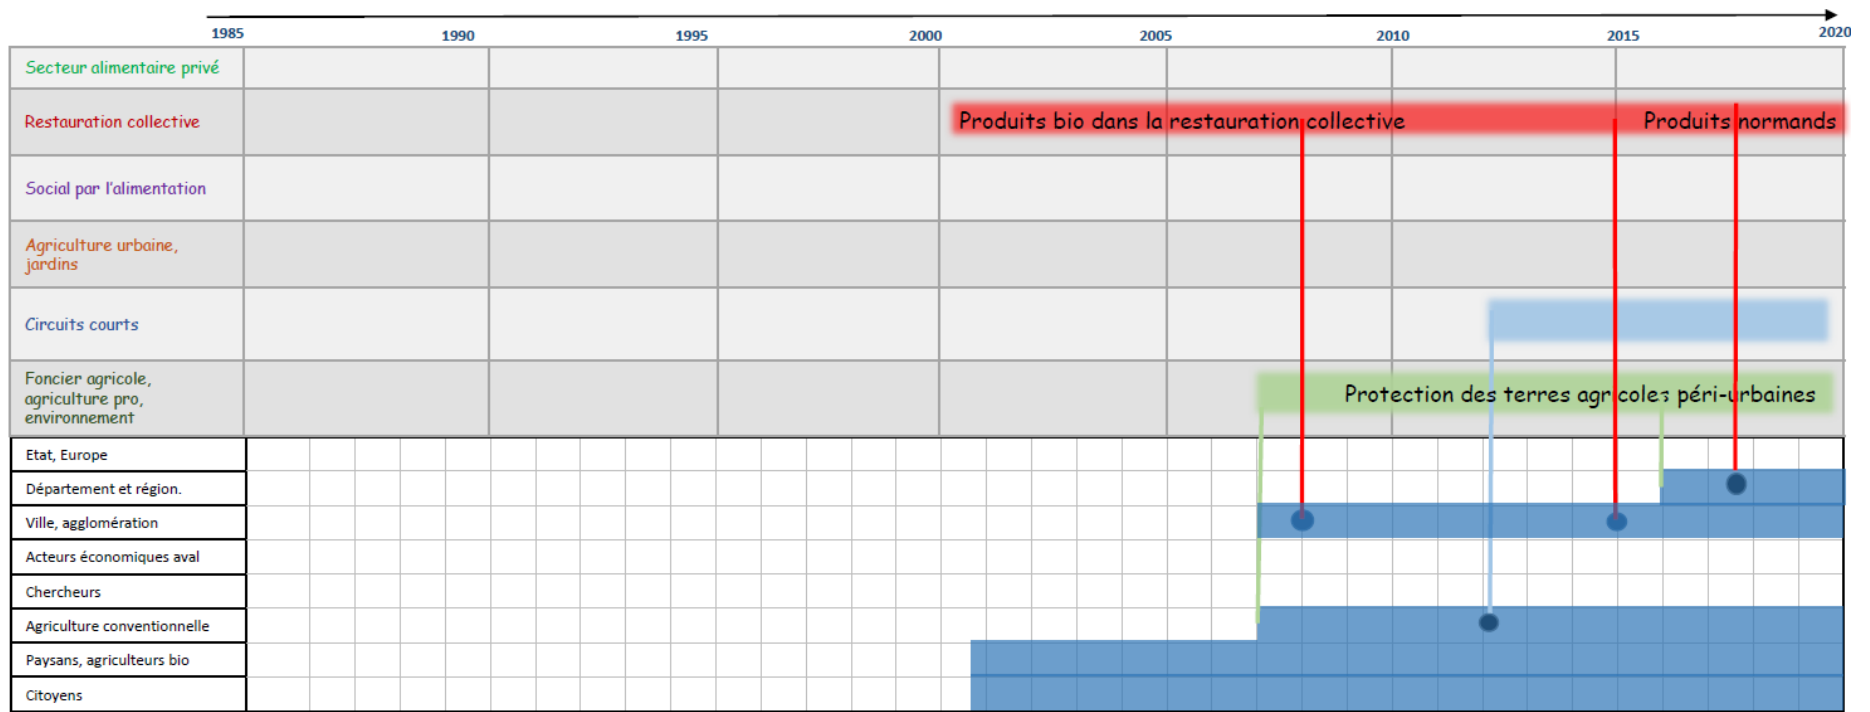 1985 1990 1995 2000 2005 2010 2015 2020
Secteur alimentaire privé
Restauration collective
Produits bio dans la restauration collective
Produits normands
Social par l'alimentation
Agriculture urbaine,
jardins
Circuits courts
Foncier agricole,
agriculture pro,
environnement
Protection des terres agricoles péri-urbaines
Etat, Europe
Département et région.
Ville, agglomération
Acteurs économiques aval
Chercheurs
Agriculture conventionnelle
Paysans, agriculteurs bio
Citoyens